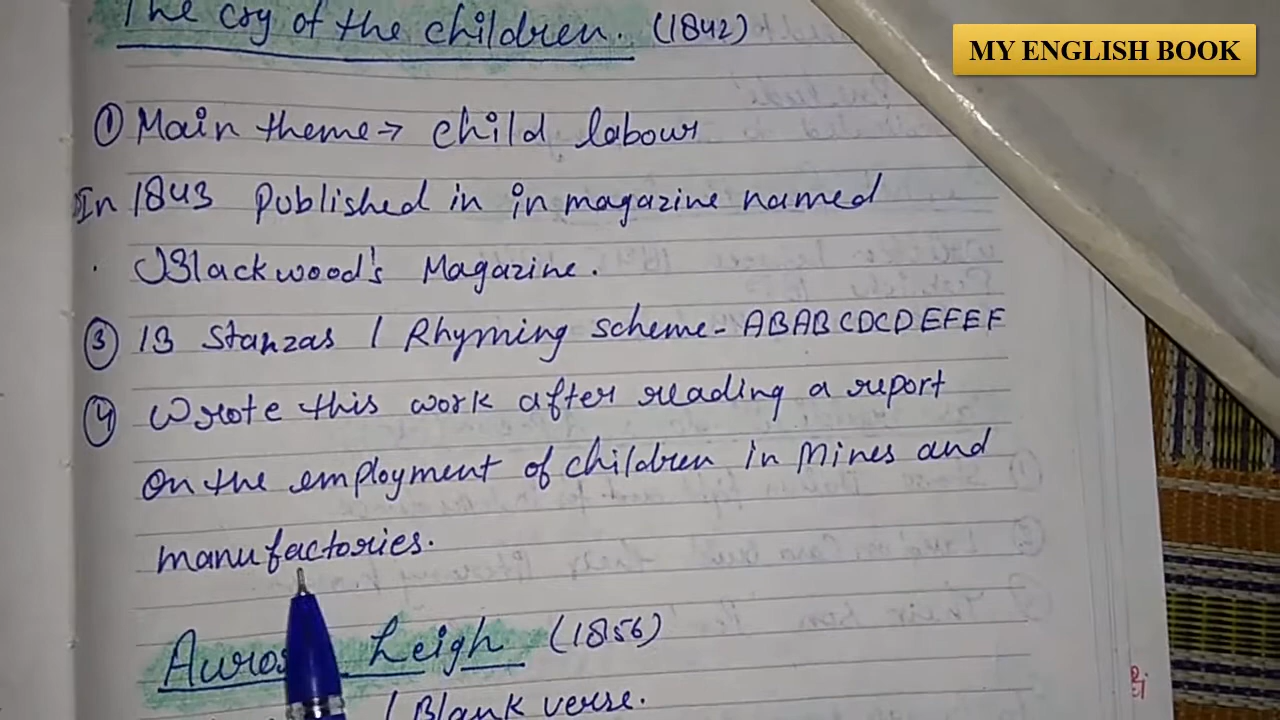 The cry of the children. (1842)
MY ENGLISH BOOK
① Main theme → child labour
In 1843 Published in in magazine named
Blackwood's Magazine.
③ 13 Stanzas / Rhyming scheme - ABABCDCDEFEF
④ Wrote this work after reading a report
on the employment of children in Mines and
manufactories.
Leigh (1856)
/ Blank verse.